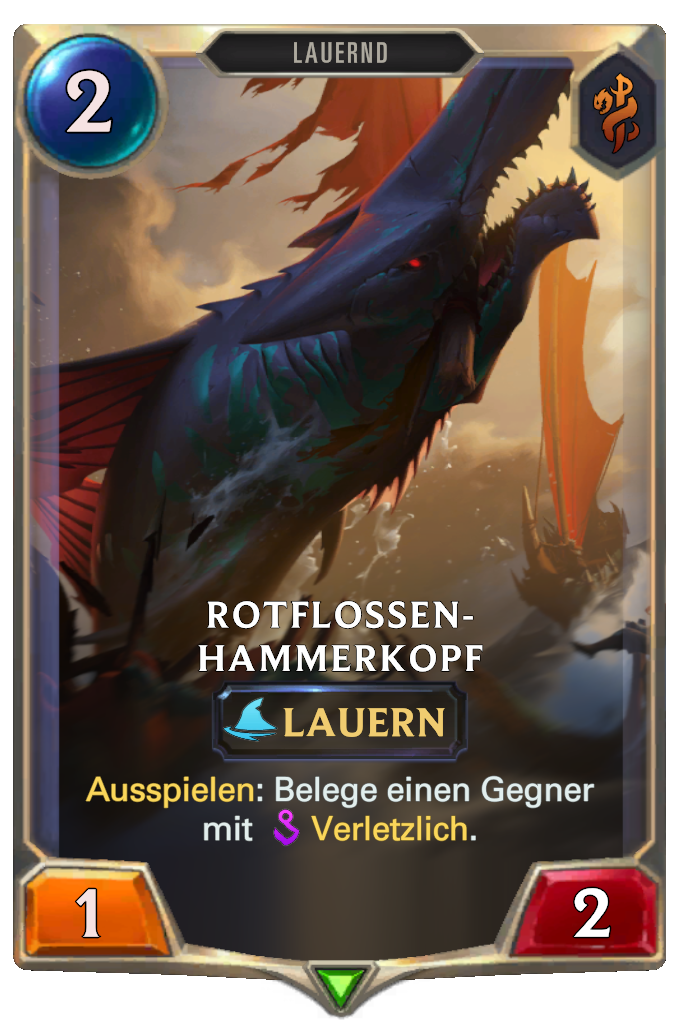 LAUERND
2
ROTFLOSSEN-
HAMMERKOPF
LAUERN
Ausspielen: Belege einen Gegner
mit Verletzlich.
1
2